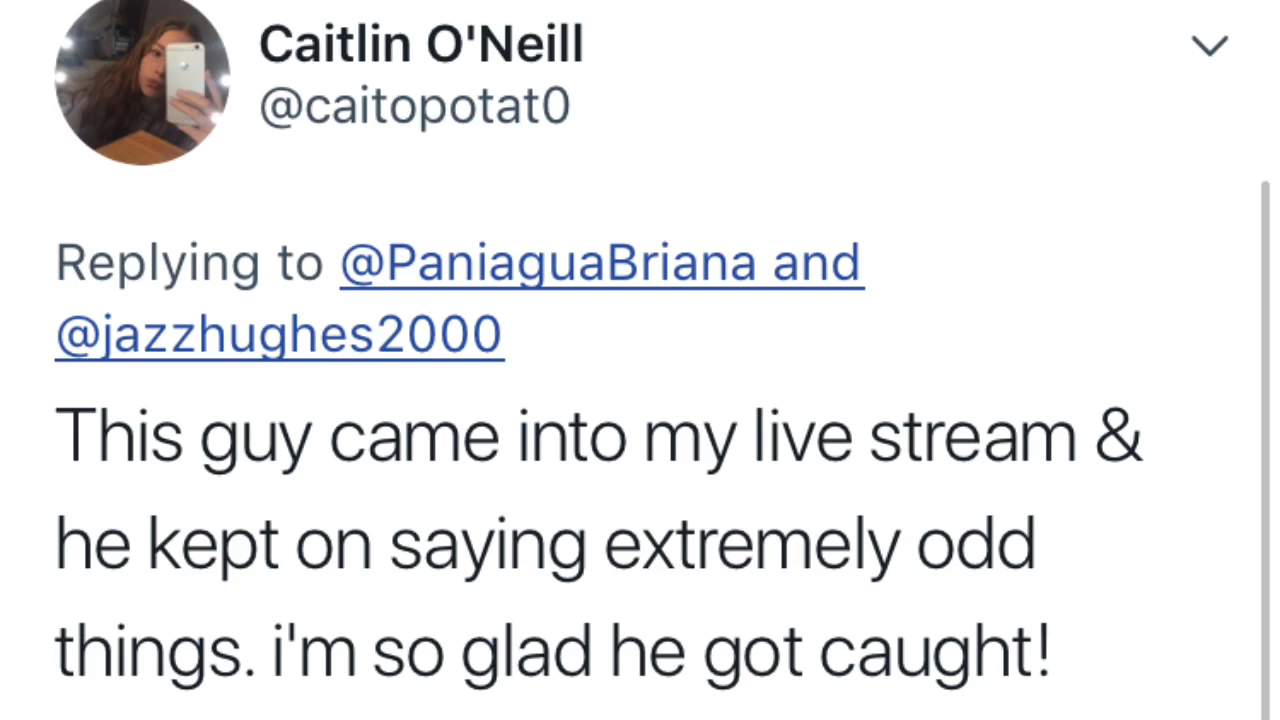 Caitlin O'Neill
@caitopotat0
Replying to @PaniaguaBriana and
@jazzhughes2000
This guy came into my live stream &
he kept on saying extremely odd
things. i'm so glad he got caught!